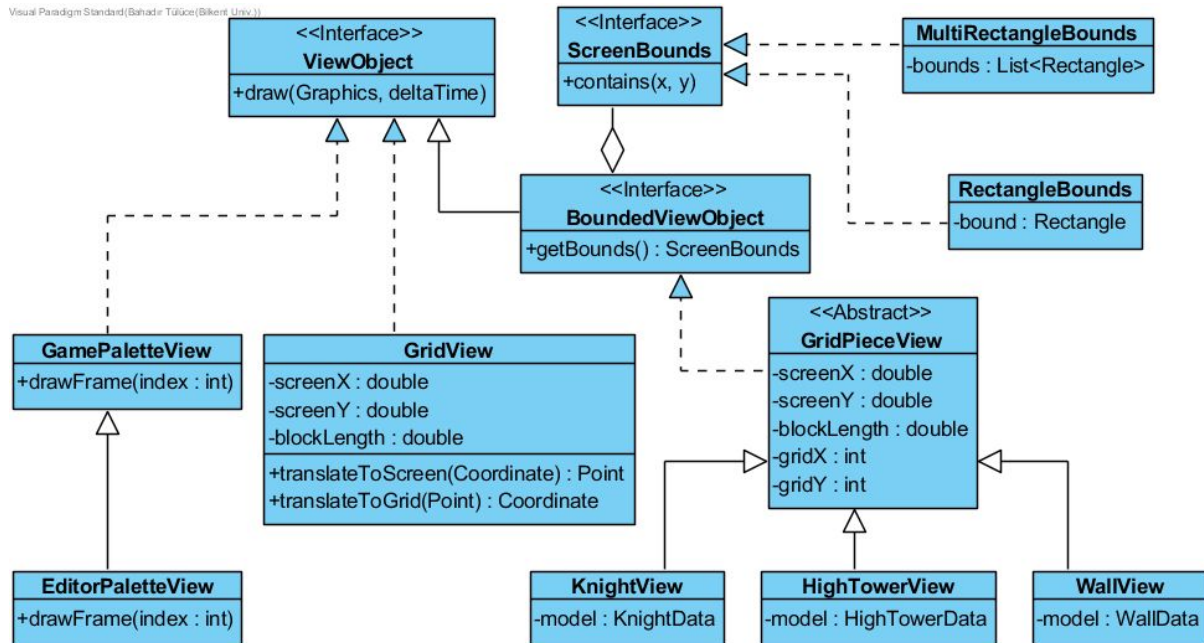 Visual Paradigm Standard(Bahadır Tülüce(Bilkent Univ.))
<<Interface>>
ViewObject
+draw(Graphics, deltaTime)
<<Interface>>
ScreenBounds
+contains(x, y)
MultiRectangleBounds
-bounds : List<Rectangle>
<<Interface>>
BoundedViewObject
+getBounds() : ScreenBounds
RectangleBounds
-bound : Rectangle
GamePaletteView
+drawFrame(index : int)
GridView
-screenX : double
-screenY : double
-blockLength : double
+translateToScreen(Coordinate) : Point
+translateToGrid(Point) : Coordinate
<<Abstract>>
GridPieceView
-screenX : double
-screenY : double
-blockLength : double
-gridX : int
-gridY : int
EditorPaletteView
+drawFrame(index : int)
KnightView
-model : KnightData
HighTowerView
-model : HighTowerData
WallView
-model : WallData